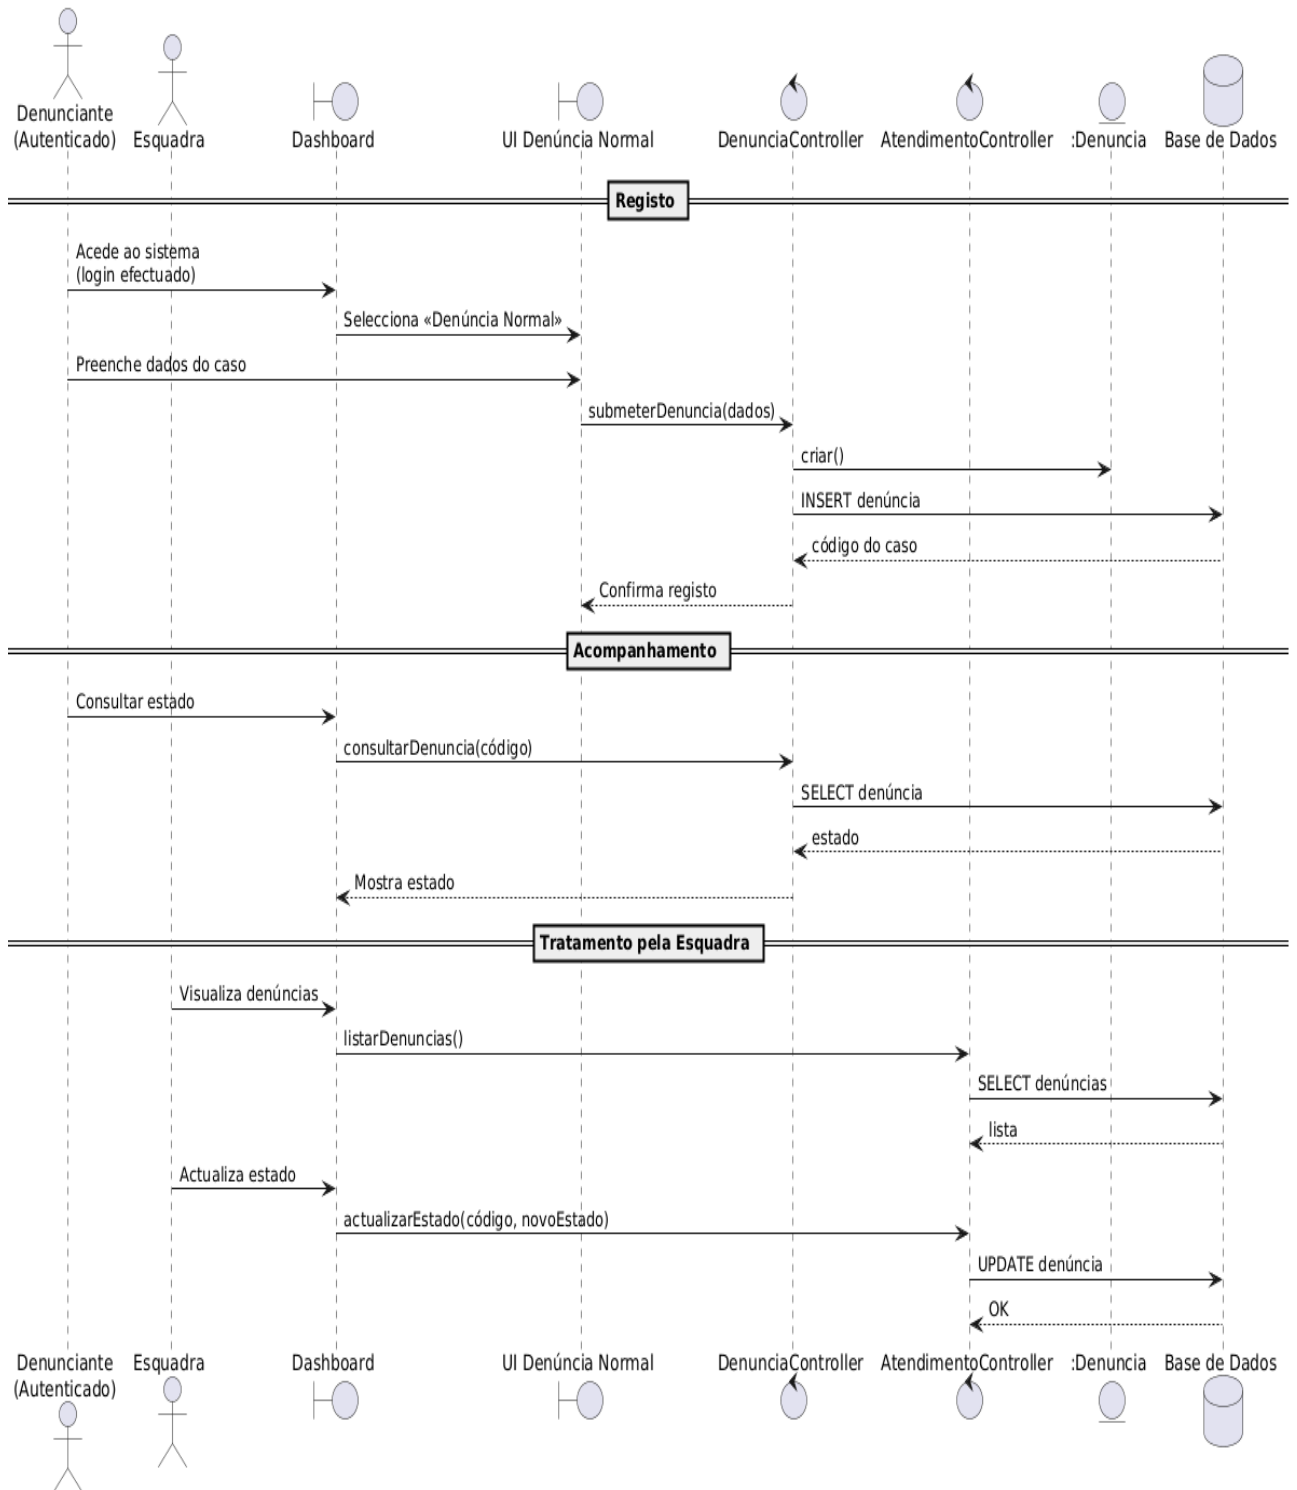 Denunciante
(Autenticado)
Esquadra
Dashboard
UI Denúncia Normal
DenunciaController
AtendimentoController
:Denuncia
Base de Dados
Registo
Acede ao sistema
(login efectuado)
Selecciona «Denúncia Normal»
Preenche dados do caso
submeterDenuncia(dados)
criar()
INSERT denúncia
código do caso
Confirma registo
Acompanhamento
Consultar estado
consultarDenuncia(código)
SELECT denúncia
estado
Mostra estado
Tratamento pela Esquadra
Visualiza denúncias
listarDenuncias()
SELECT denúncias
lista
Actualiza estado
actualizarEstado(código, novoEstado)
UPDATE denúncia
OK
Denunciante
(Autenticado)
Esquadra
Dashboard
UI Denúncia Normal
DenunciaController
AtendimentoController
:Denuncia
Base de Dados